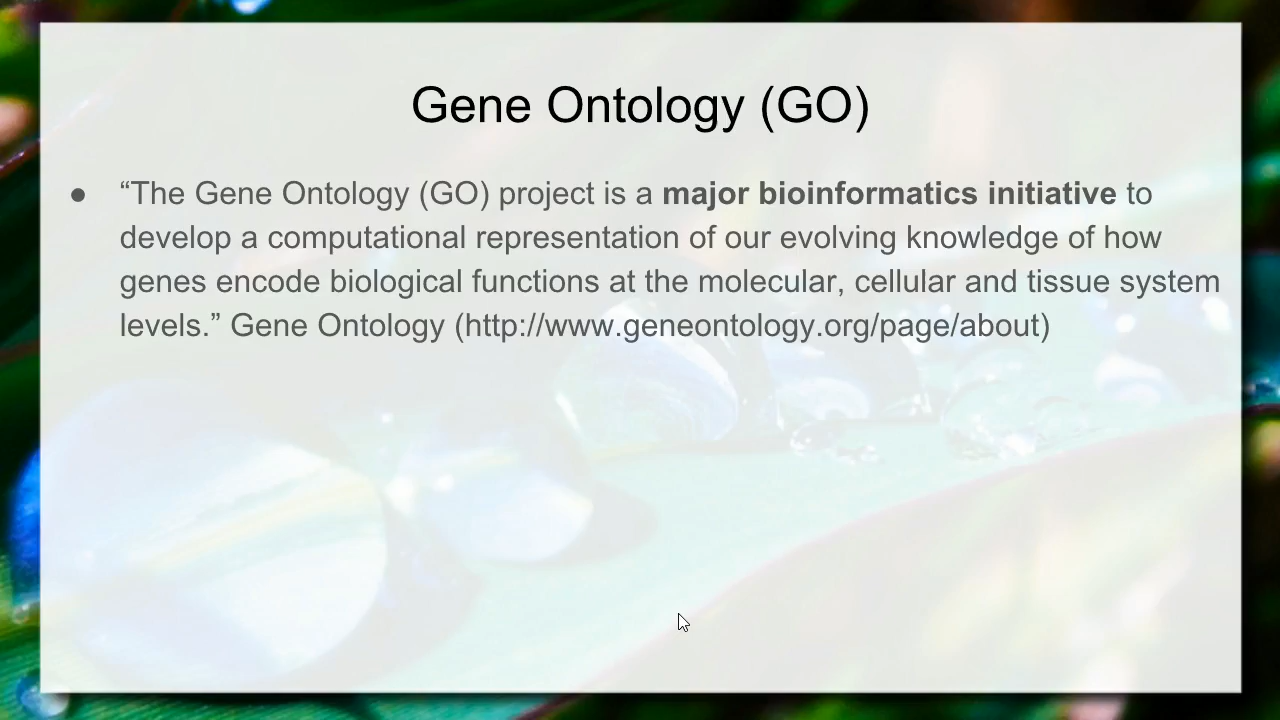 Gene Ontology (GO)
● “The Gene Ontology (GO) project is a major bioinformatics initiative to
develop a computational representation of our evolving knowledge of how
genes encode biological functions at the molecular, cellular and tissue system
levels.” Gene Ontology (http://www.geneontology.org/page/about)